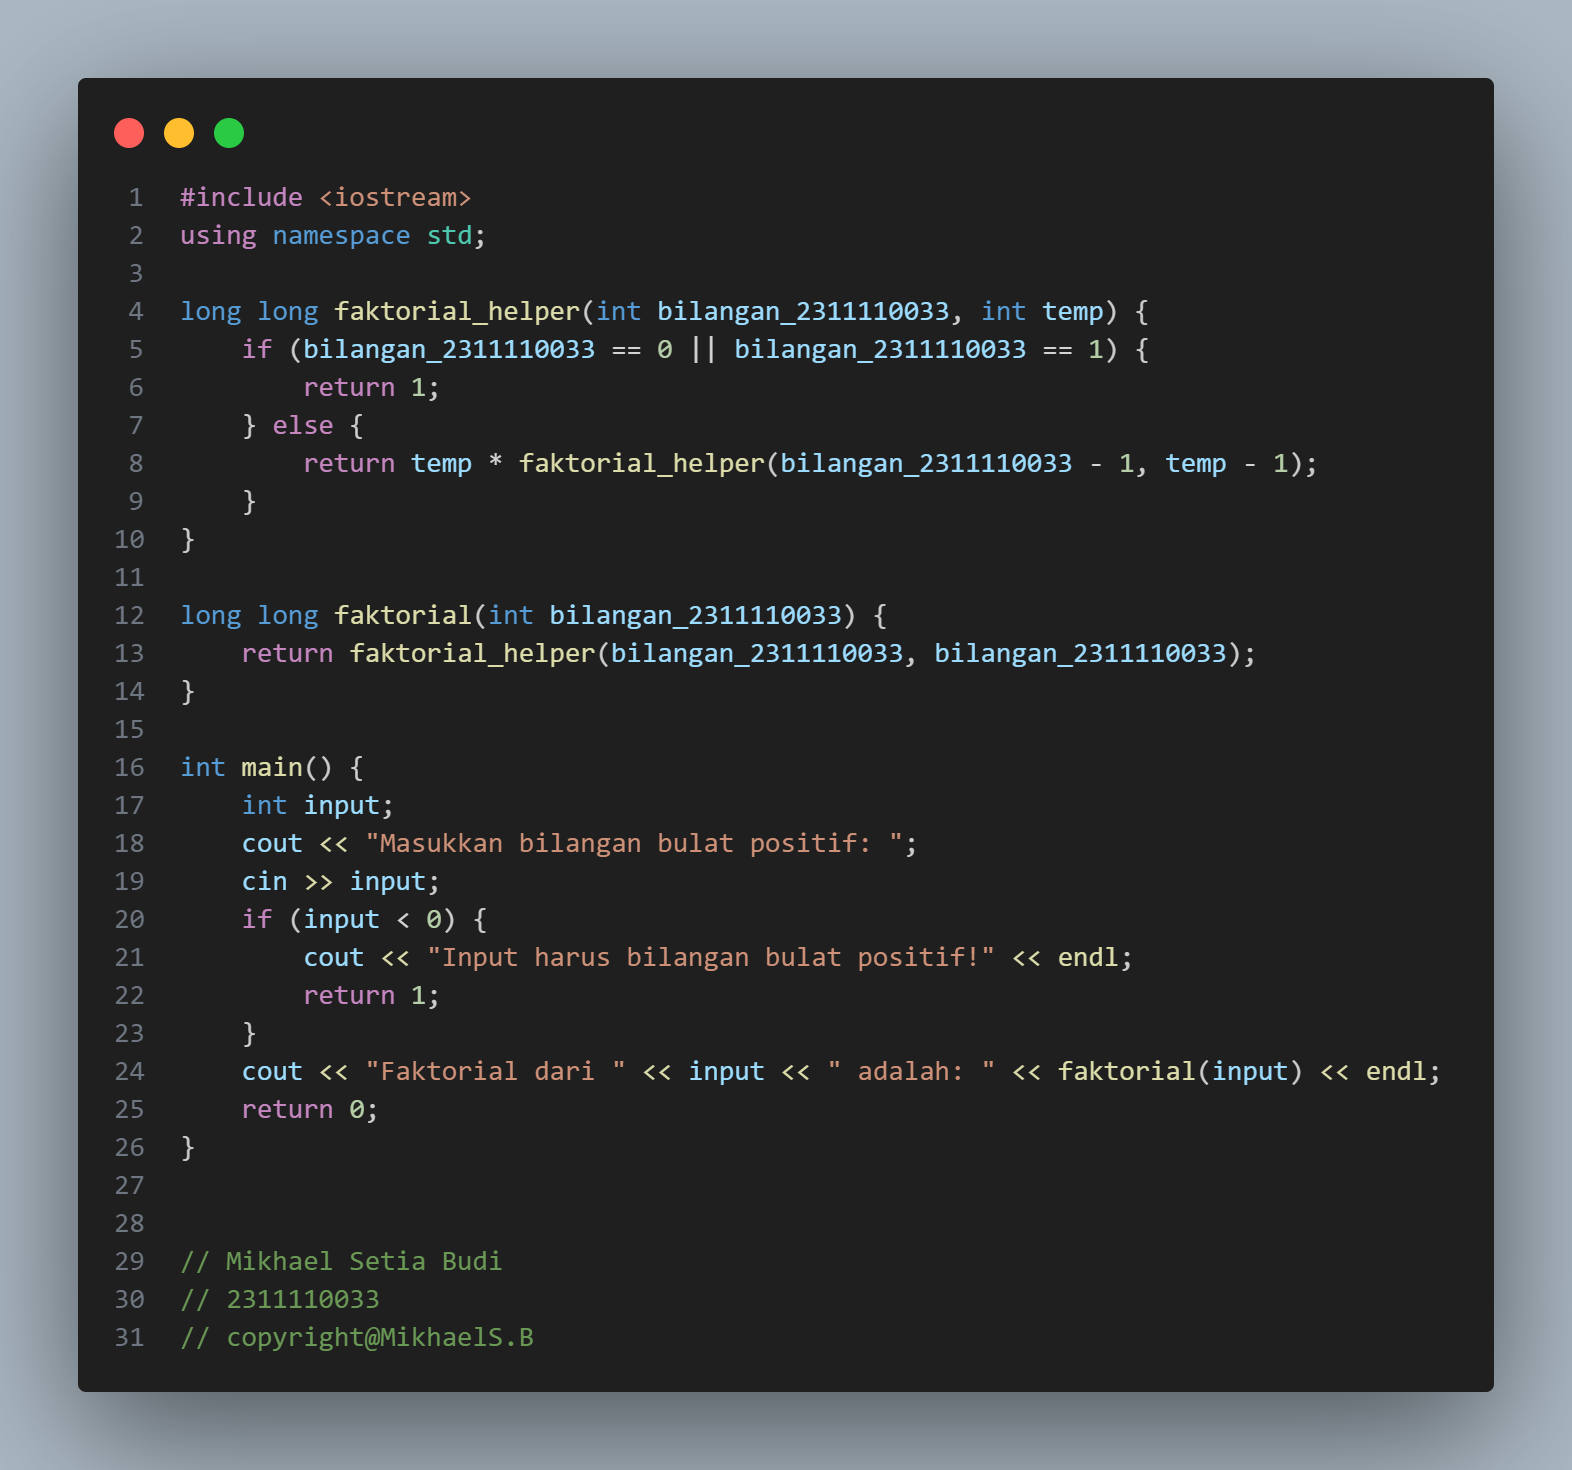 1 #include <iostream>
2 using namespace std;
3
4 long long faktorial_helper(int bilangan_2311110033, int temp) {
5     if (bilangan_2311110033 == 0 || bilangan_2311110033 == 1) {
6         return 1;
7     } else {
8         return temp * faktorial_helper(bilangan_2311110033 - 1, temp - 1);
9     }
10 }
11
12 long long faktorial(int bilangan_2311110033) {
13     return faktorial_helper(bilangan_2311110033, bilangan_2311110033);
14 }
15
16 int main() {
17     int input;
18     cout << "Masukkan bilangan bulat positif: ";
19     cin >> input;
20     if (input < 0) {
21         cout << "Input harus bilangan bulat positif!" << endl;
22         return 1;
23     }
24     cout << "Faktorial dari " << input << " adalah: " << faktorial(input) << endl;
25     return 0;
26 }
27
28
29 // Mikhael Setia Budi
30 // 2311110033
31 // copyright@MikhaelS.B